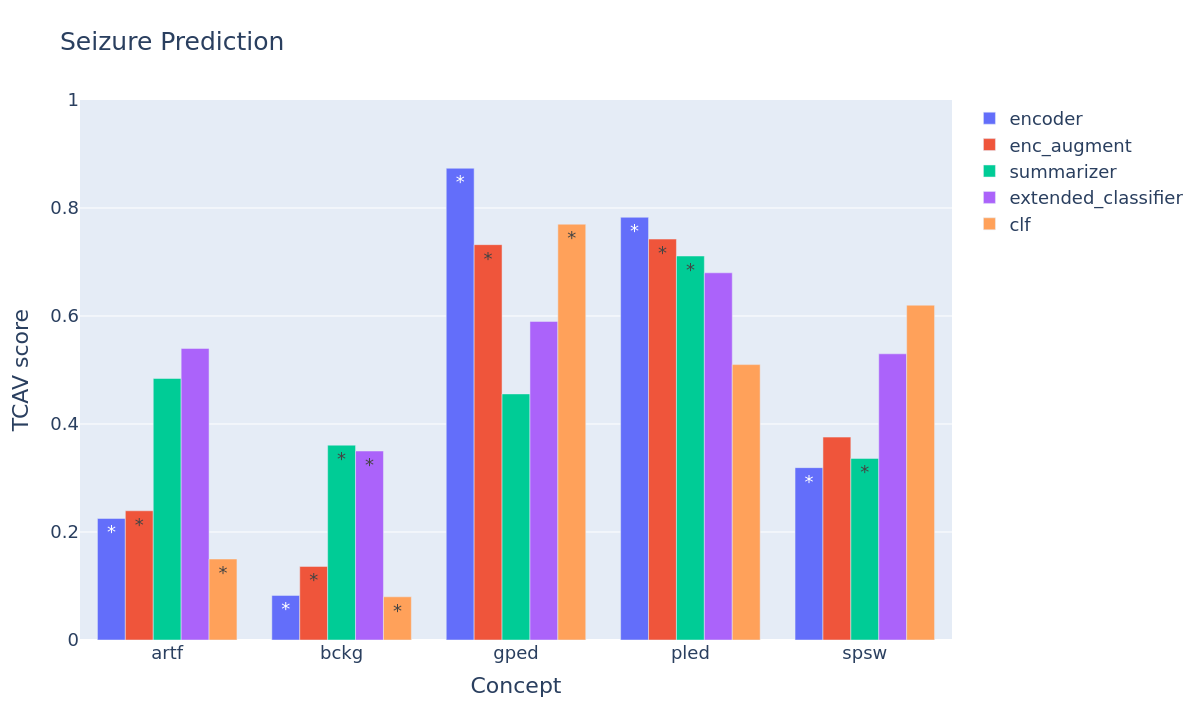 Seizure Prediction
1
0.8
0.6
0.4
0.2
0
TCAV score
* * * * * * * * * * * * * * * * *
artf bckg gped pled spsw
Concept
encoder
enc_augment
summarizer
extended_classifier
clf